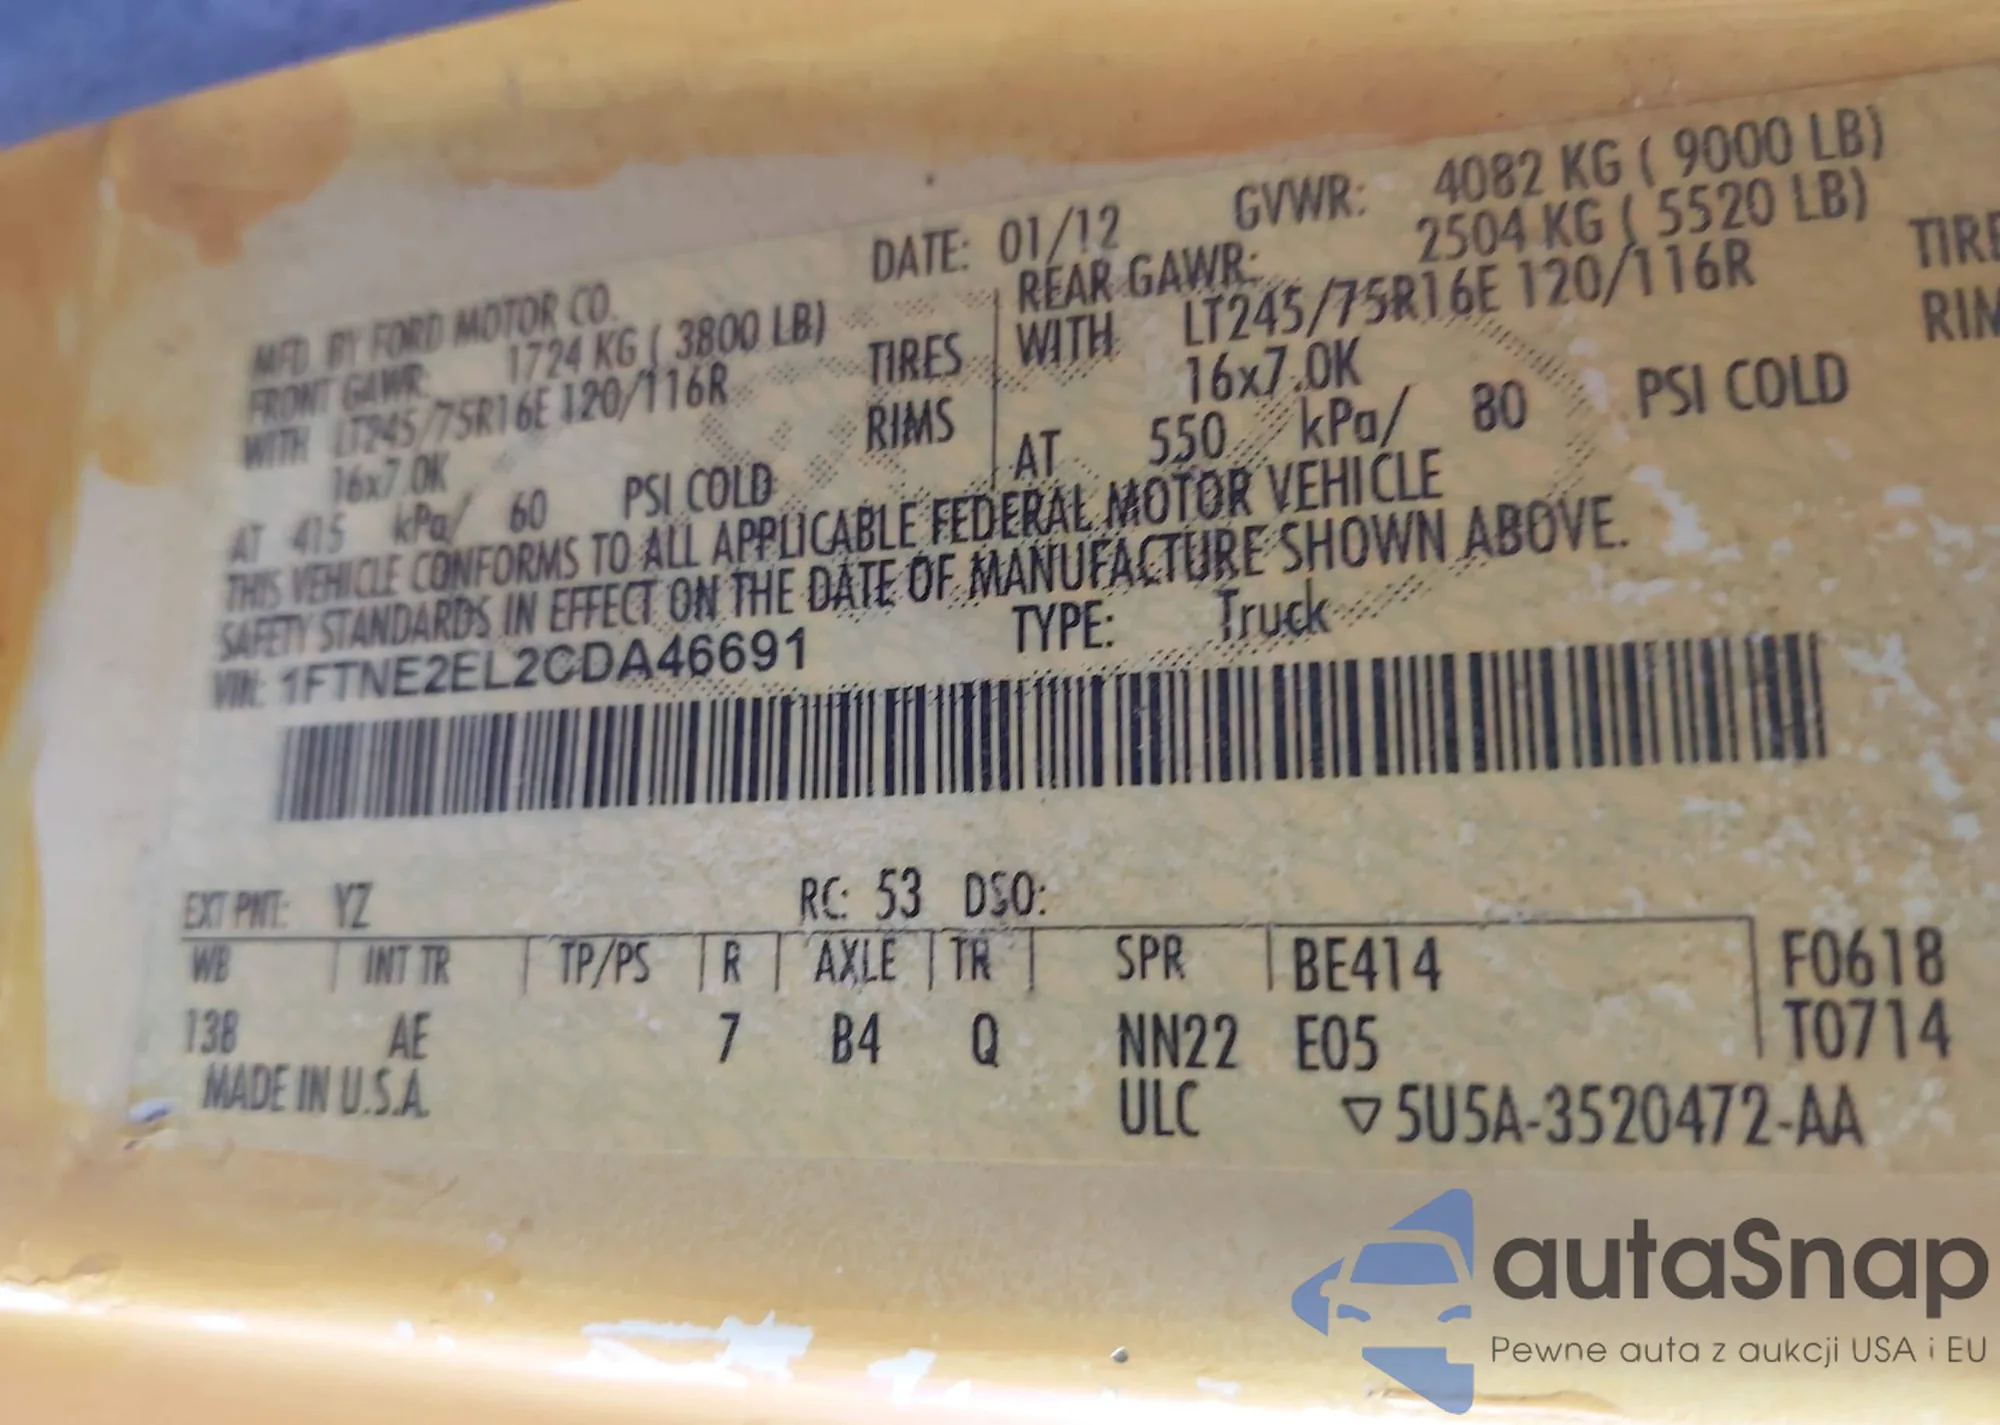 MFD. BY FORD MOTOR CO. DATE: 01/12 GVWR: 4082 KG ( 9000 LB)
FRONT GAWR: 1724 KG ( 3800 LB) REAR GAWR: 2504 KG ( 5520 LB)
WITH LT245/75R16E 120/116R TIRES WITH LT245/75R16E 120/116R TIRE
16x7.0K RIMS 16x7.0K RIM
AT 415 kPa/ 60 PSI COLD AT 550 kPa/ 80 PSI COLD
THIS VEHICLE CONFORMS TO ALL APPLICABLE FEDERAL MOTOR VEHICLE
SAFETY STANDARDS IN EFFECT ON THE DATE OF MANUFACTURE SHOWN ABOVE.
VIN: 1FTNE2EL2CDA46691 TYPE: Truck
EXT PNT: YZ RC: 53 DSO:
WB INT TR TP/PS R AXLE TR SPR BE414 F0618
138 AE 7 B4 Q NN22 E05 T0714
MADE IN U.S.A. ULC ▽5U5A-3520472-AA
autaSnap
Pewne auta z aukcji USA i EU